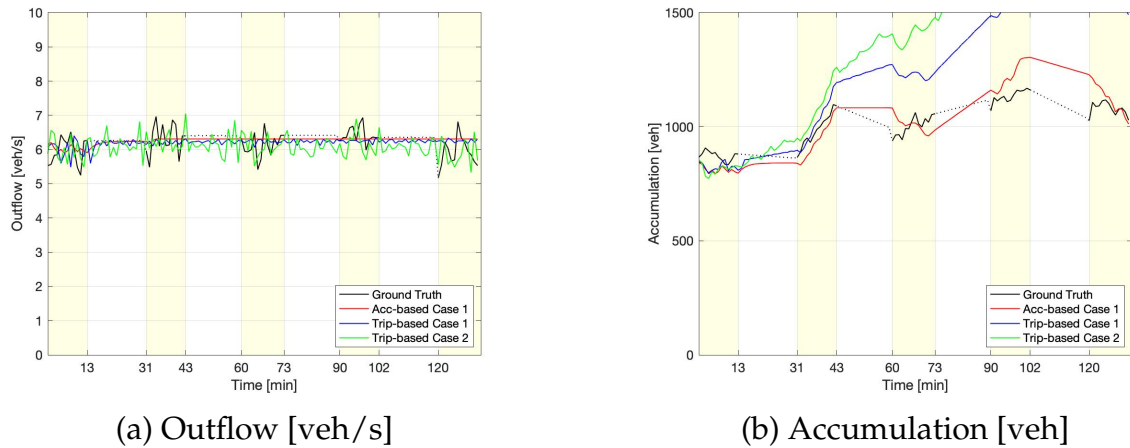 10
9
8
7
6
5
4
3
2
1
0
Outflow [veh/s]
13 31 43 60 73 90 102 120
Time [min]
Ground Truth
Acc-based Case 1
Trip-based Case 1
Trip-based Case 2
(a) Outflow [veh/s]
1500
1000
500
0
Accumulation [veh]
13 31 43 60 73 90 102 120
Time [min]
Ground Truth
Acc-based Case 1
Trip-based Case 1
Trip-based Case 2
(b) Accumulation [veh]